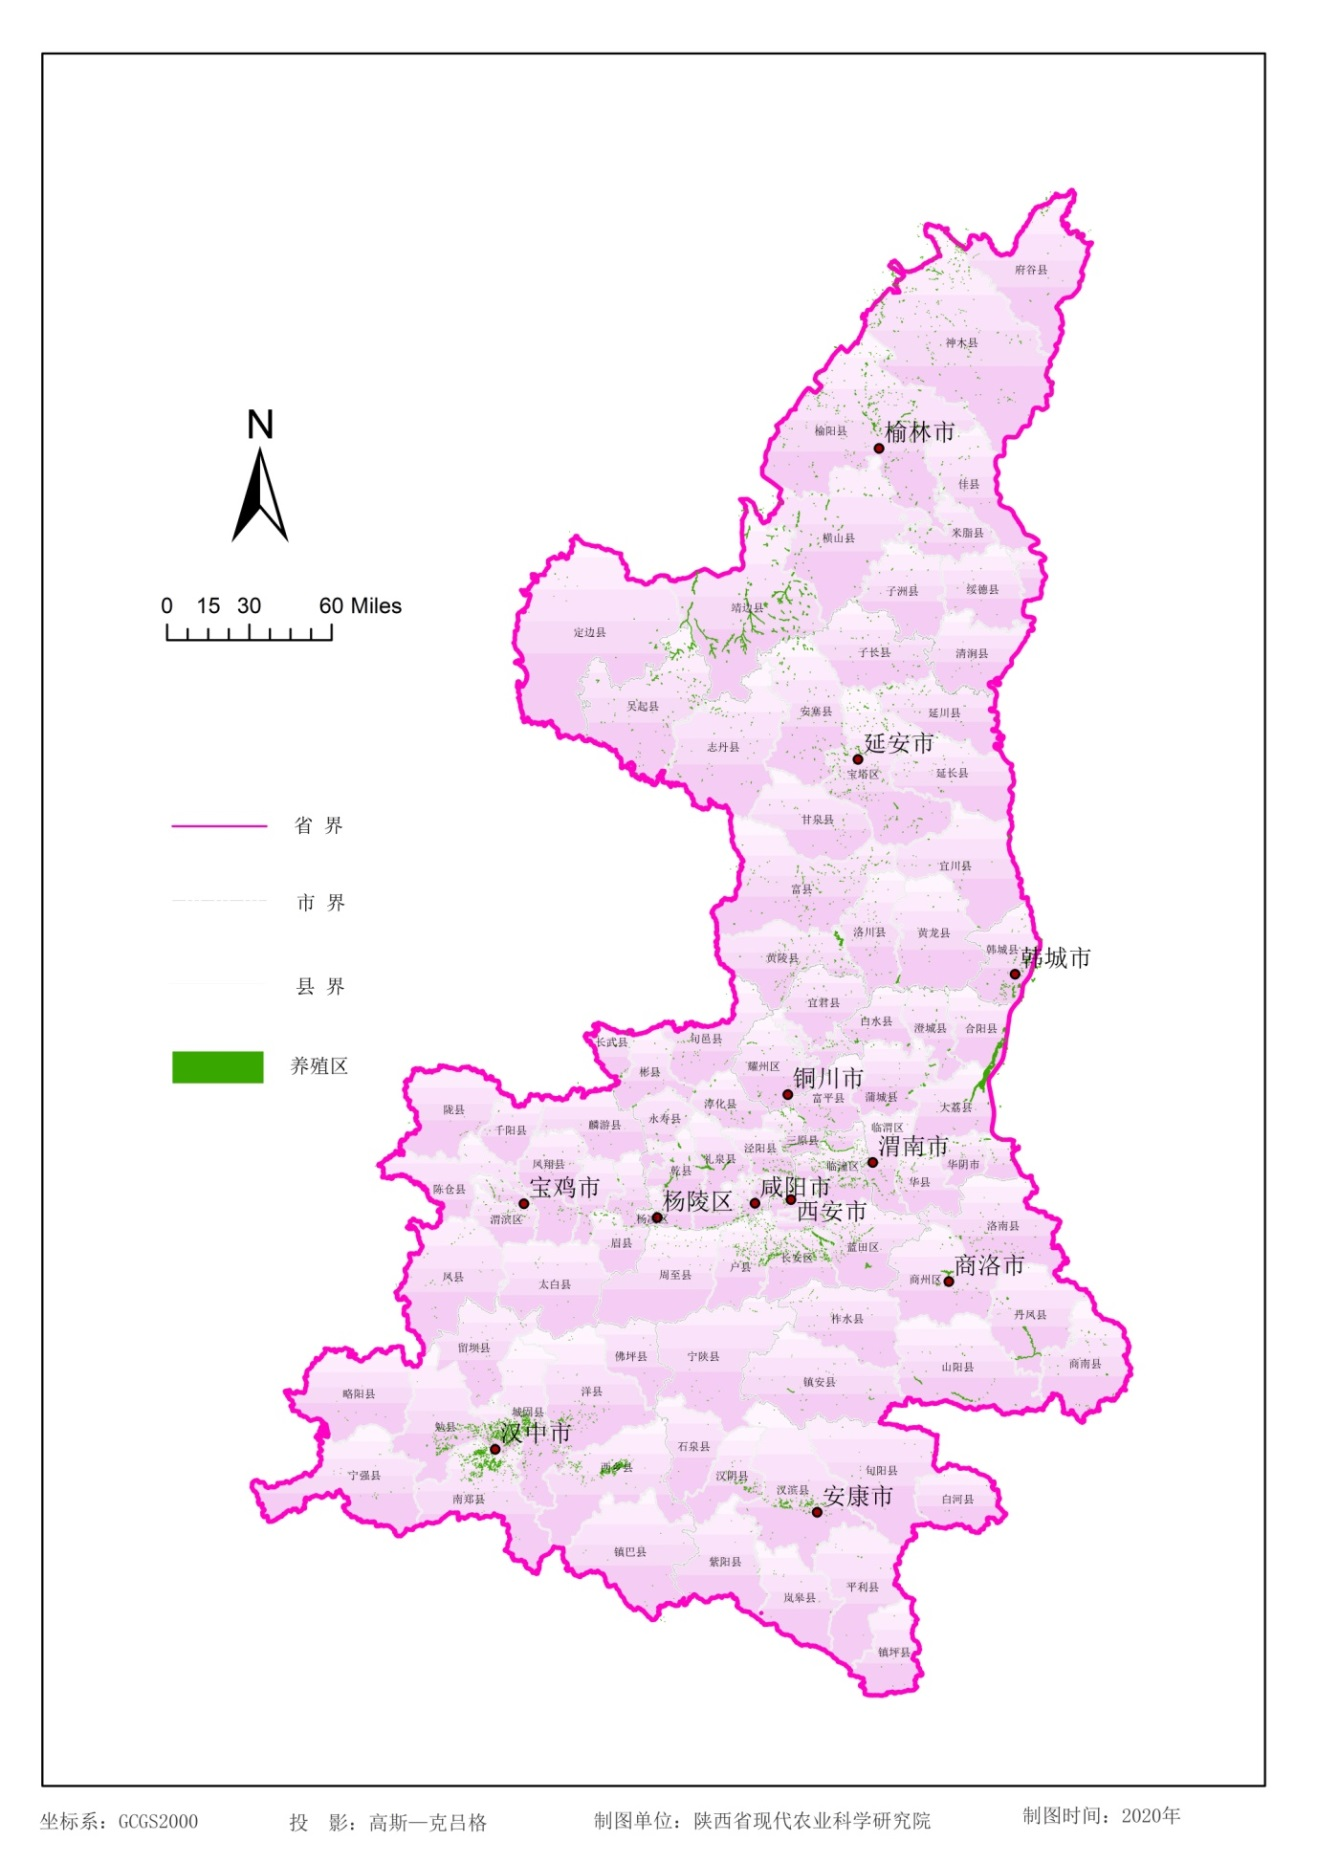 府谷县
神木县
榆阳县
榆林市
佳县
N
米脂县
横山县
0 15 30 60 Miles
子洲县
绥德县
靖边县
定边县
子长县
清涧县
吴起县
安塞县
延川县
志丹县
延安市
宝塔区
延长县
省 界
甘泉县
宜川县
富县
市 界
洛川县
黄龙县
韩城县
韩城市
黄陵县
县 界
宜君县
白水县
澄城县
合阳县
长武县
旬邑县
彬县
耀州区
养殖区
铜川市
富平县
蒲城县
大荔县
陇县
千阳县
麟游县
永寿县
淳化县
临渭区
渭南市
三原县
泾阳县
礼泉县
乾县
凤翔县
临潼区
华阴市
华县
陈仓县
宝鸡市
渭滨区
杨陵区
咸阳市
西安市
洛南县
眉县
周至县
户县
长安区
蓝田区
商洛市
商州区
凤县
太白县
柞水县
丹凤县
留坝县
佛坪县
宁陕县
山阳县
商南县
镇安县
略阳县
洋县
城固县
勉县
汉中市
石泉县
西乡县
宁强县
南郑县
汉阴县
汉滨县
安康市
旬阳县
白河县
镇巴县
紫阳县
岚皋县
平利县
镇坪县
坐标系：GCGS2000
投 影：高斯—克吕格
制图单位：陕西省现代农业科学研究院
制图时间：2020年